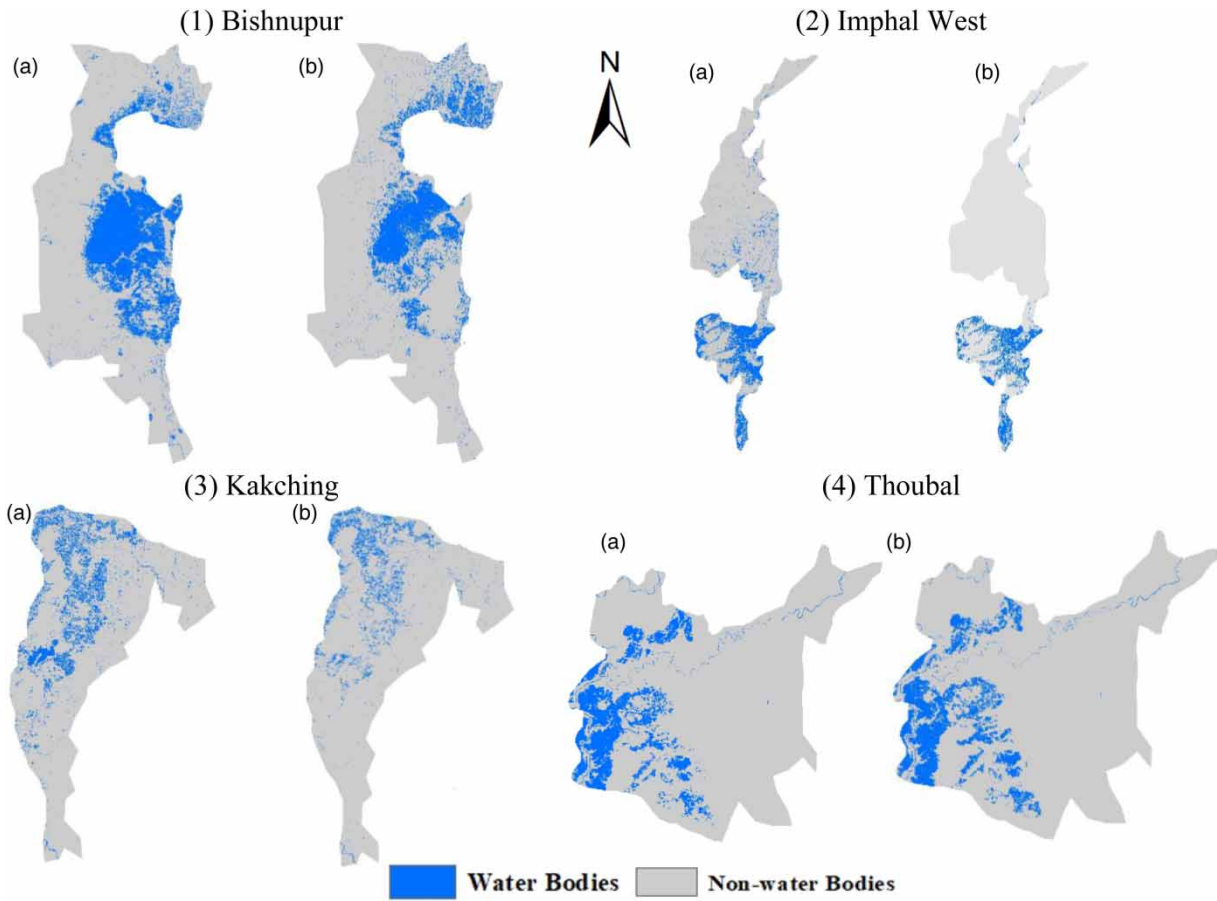 (1) Bishnupur
(2) Imphal West
(a)
(b)
N
(a)
(b)
(3) Kakching
(4) Thoubal
(a)
(b)
(a)
(b)
Water Bodies
Non-water Bodies